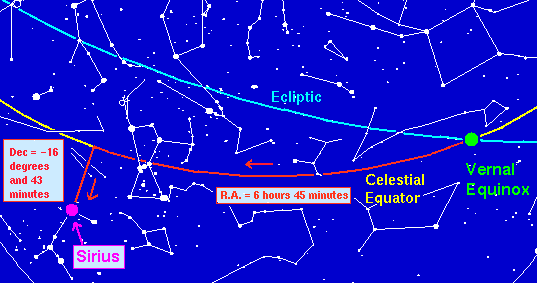 Ecliptic
Dec = −16
degrees
and 43
minutes
Vernal
Equinox
Celestial
Equator
R.A. = 6 hours 45 minutes
Sirius